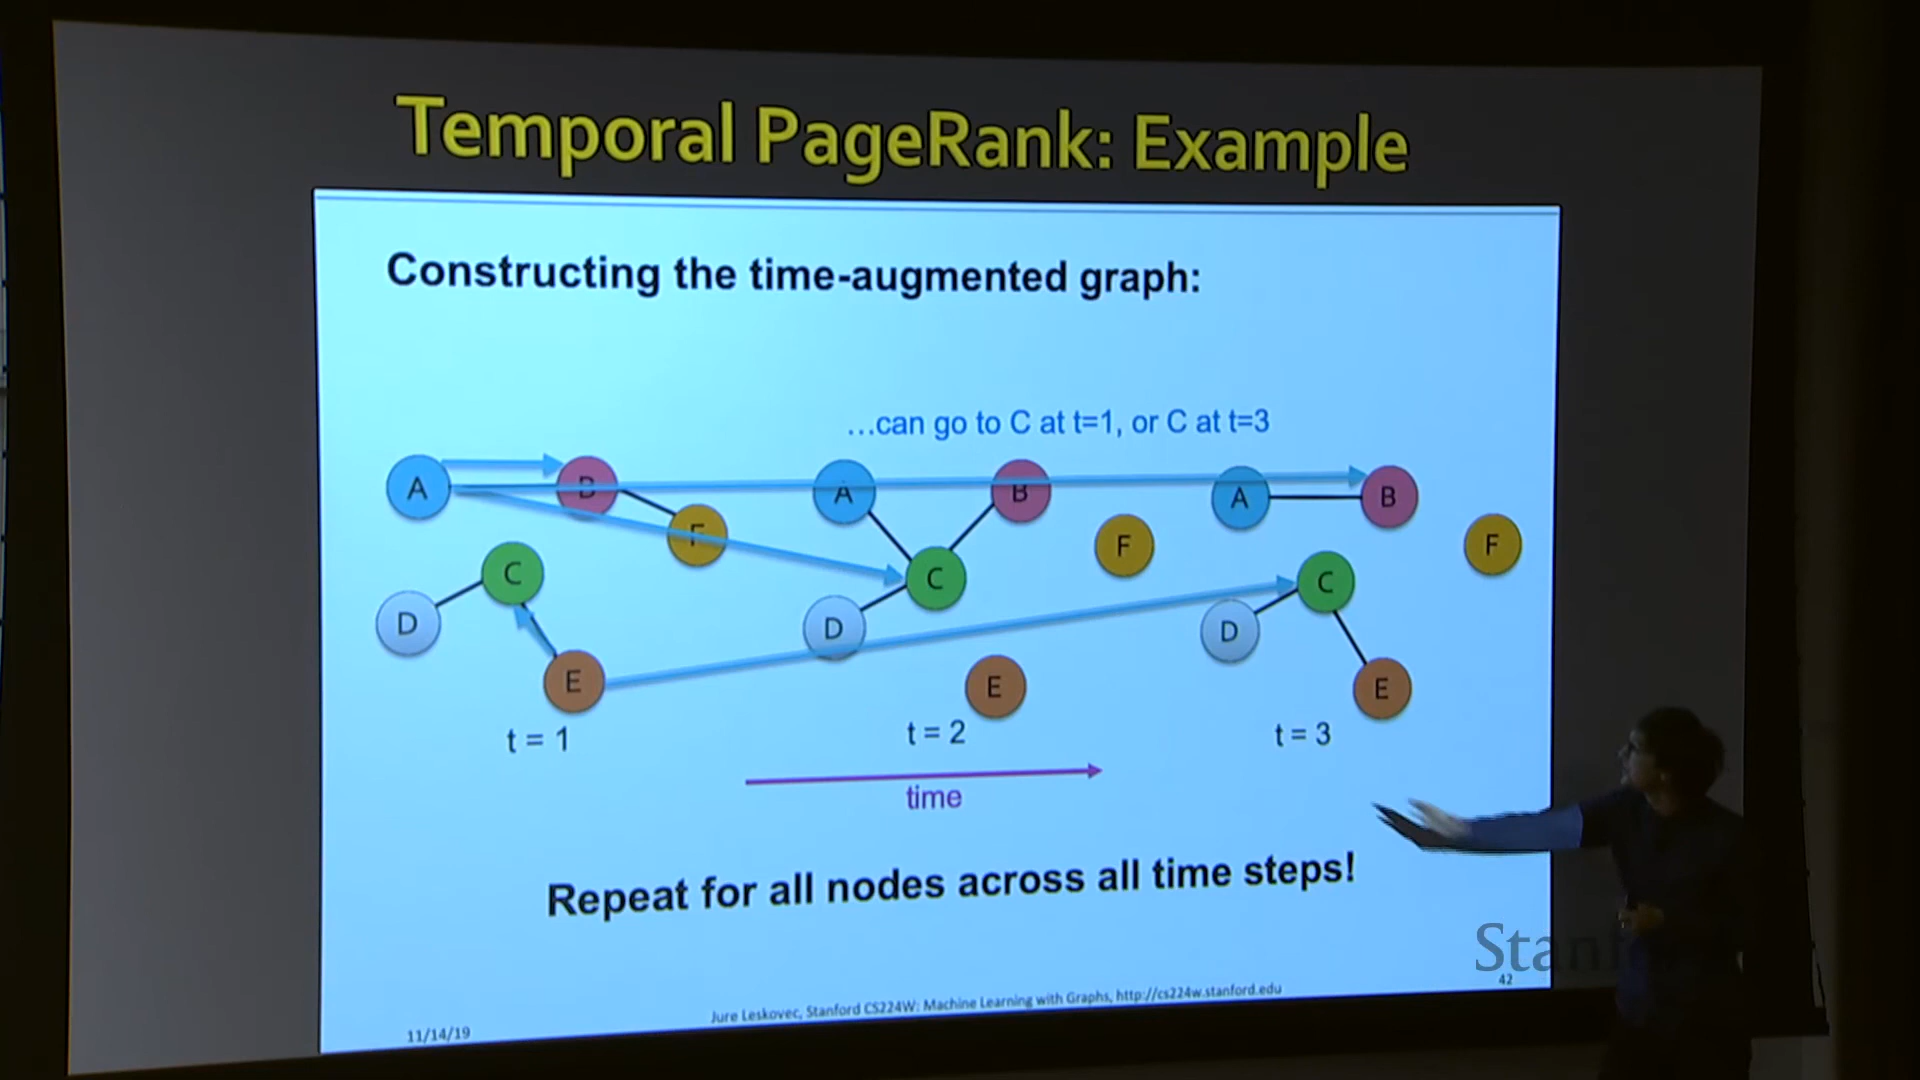 Temporal PageRank: Example
Constructing the time-augmented graph:
...can go to C at t=1, or C at t=3
A B A B A B
F F F
C C C
D D D
E E E
t = 1 t = 2 t = 3
time
Repeat for all nodes across all time steps!
Stanford
42
Jure Leskovec, Stanford CS224W: Machine Learning with Graphs, http://cs224w.stanford.edu
11/14/19